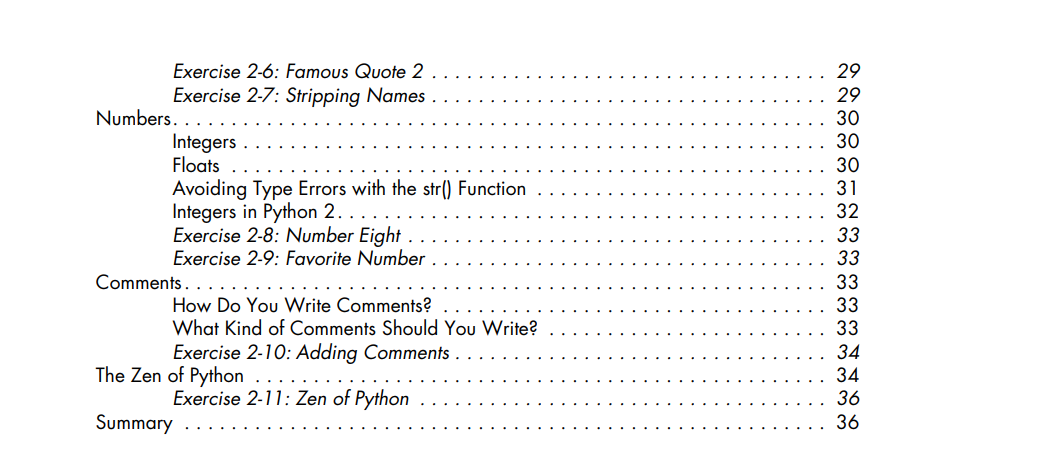 Exercise 2-6: Famous Quote 2 . . . . . . . . . . . . . . . . . . . . . . . . . . . . . . . . . . 29
Exercise 2-7: Stripping Names . . . . . . . . . . . . . . . . . . . . . . . . . . . . . . . . . . 29
Numbers. . . . . . . . . . . . . . . . . . . . . . . . . . . . . . . . . . . . . . . . . . . . . . . . . . . . . . . . 30
Integers . . . . . . . . . . . . . . . . . . . . . . . . . . . . . . . . . . . . . . . . . . . . . . . . . . 30
Floats . . . . . . . . . . . . . . . . . . . . . . . . . . . . . . . . . . . . . . . . . . . . . . . . . . . 30
Avoiding Type Errors with the str() Function . . . . . . . . . . . . . . . . . . . . . . . . . 31
Integers in Python 2. . . . . . . . . . . . . . . . . . . . . . . . . . . . . . . . . . . . . . . . . . 32
Exercise 2-8: Number Eight . . . . . . . . . . . . . . . . . . . . . . . . . . . . . . . . . . . . 33
Exercise 2-9: Favorite Number . . . . . . . . . . . . . . . . . . . . . . . . . . . . . . . . . . 33
Comments. . . . . . . . . . . . . . . . . . . . . . . . . . . . . . . . . . . . . . . . . . . . . . . . . . . . . . . 33
How Do You Write Comments? . . . . . . . . . . . . . . . . . . . . . . . . . . . . . . . . . 33
What Kind of Comments Should You Write? . . . . . . . . . . . . . . . . . . . . . . . . 33
Exercise 2-10: Adding Comments . . . . . . . . . . . . . . . . . . . . . . . . . . . . . . . . 34
The Zen of Python . . . . . . . . . . . . . . . . . . . . . . . . . . . . . . . . . . . . . . . . . . . . . . . . . 34
Exercise 2-11: Zen of Python . . . . . . . . . . . . . . . . . . . . . . . . . . . . . . . . . . . 36
Summary . . . . . . . . . . . . . . . . . . . . . . . . . . . . . . . . . . . . . . . . . . . . . . . . . . . . . . . 36